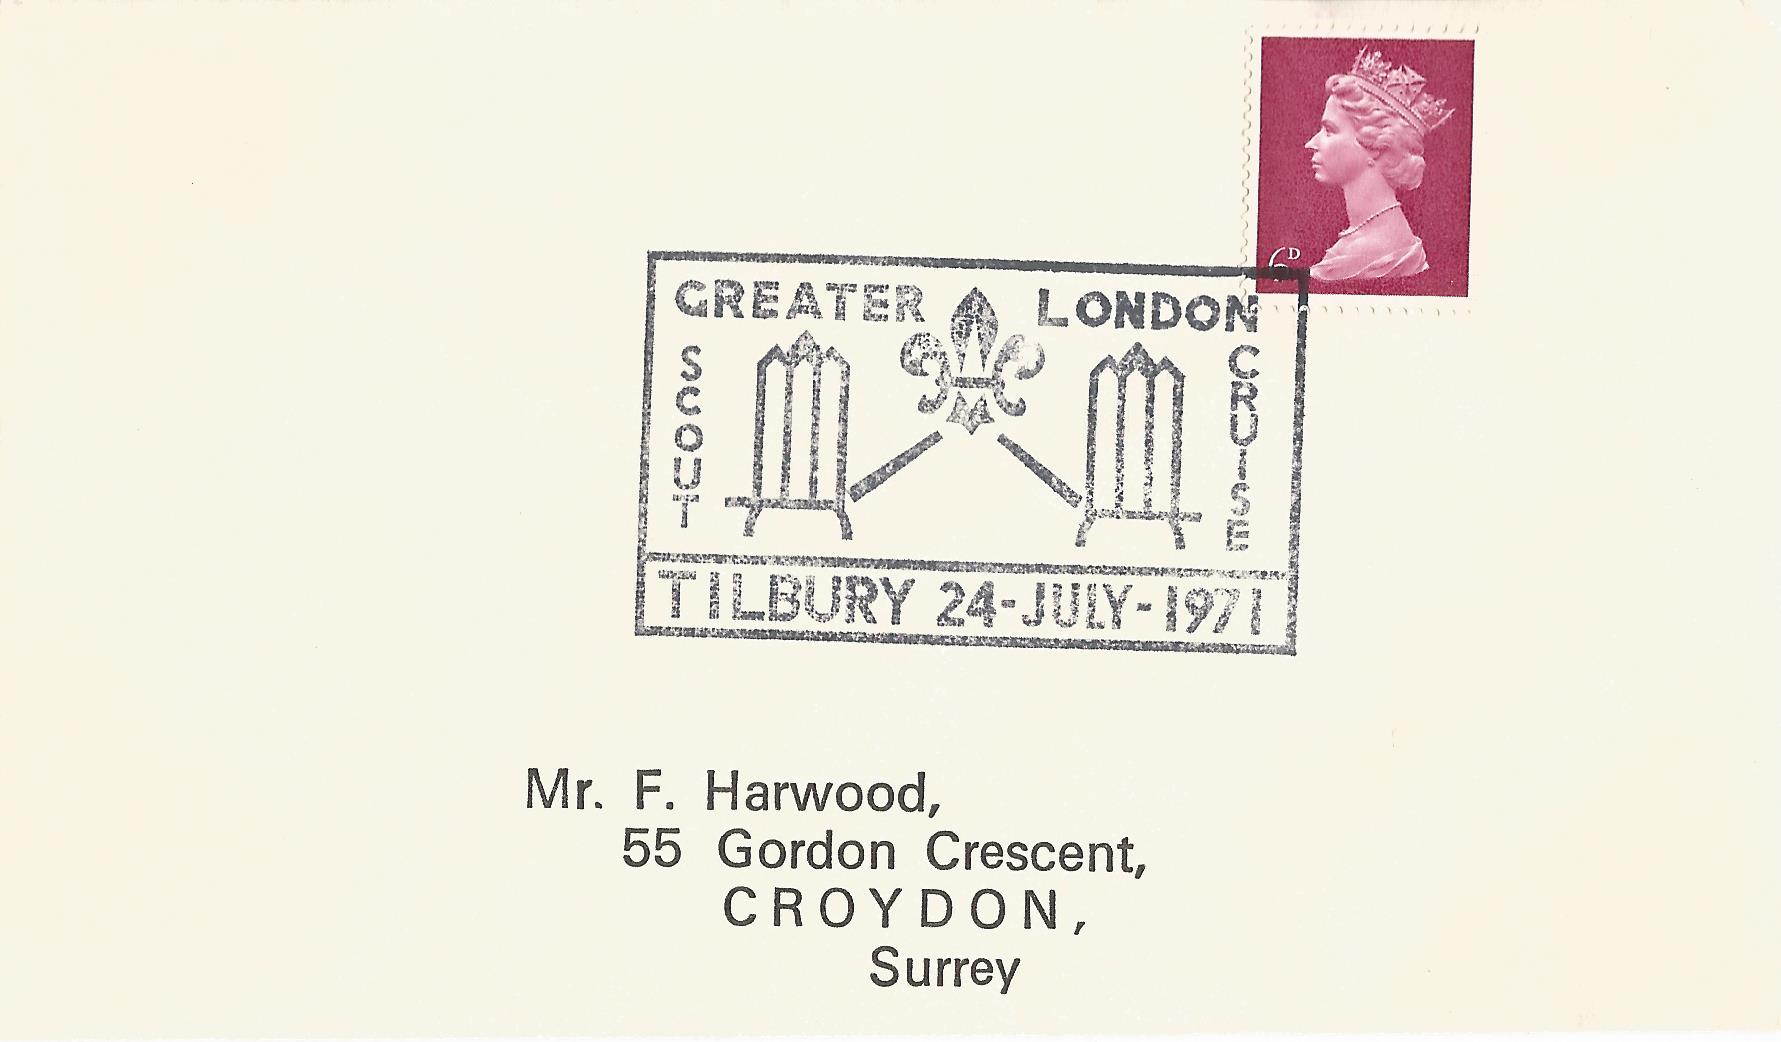 6D
GREATER LONDON
SCOUT
CRUISE
TILBURY 24-JULY-1971
Mr. F. Harwood,
55 Gordon Crescent,
CROYDON,
Surrey